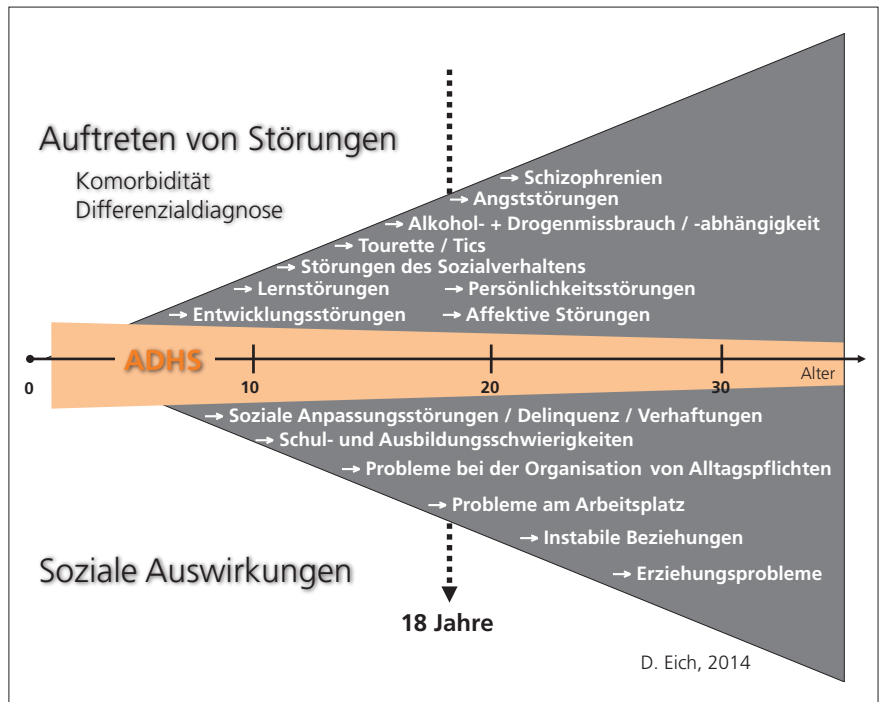 Auftreten von Störungen
Komorbidität
Differenzialdiagnose
→ Schizophrenien
→ Angststörungen
→ Alkohol- + Drogenmissbrauch / -abhängigkeit
→ Tourette / Tics
→ Störungen des Sozialverhaltens
→ Lernstörungen → Persönlichkeitsstörungen
→ Entwicklungsstörungen → Affektive Störungen
ADHS
0 10 20 30 Alter
→ Soziale Anpassungsstörungen / Delinquenz / Verhaftungen
→ Schul- und Ausbildungsschwierigkeiten
→ Probleme bei der Organisation von Alltagspflichten
→ Probleme am Arbeitsplatz
→ Instabile Beziehungen
→ Erziehungsprobleme
Soziale Auswirkungen
18 Jahre
D. Eich, 2014